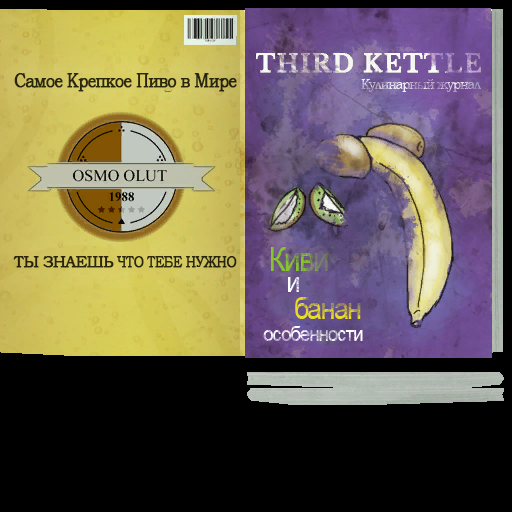 Самое Крепкое Пиво в Мире
OSMO OLUT
1988
ТЫ ЗНАЕШЬ ЧТО ТЕБЕ НУЖНО
THIRD KETTLE
Кулинарный журнал
Киви
и
банан
особенности